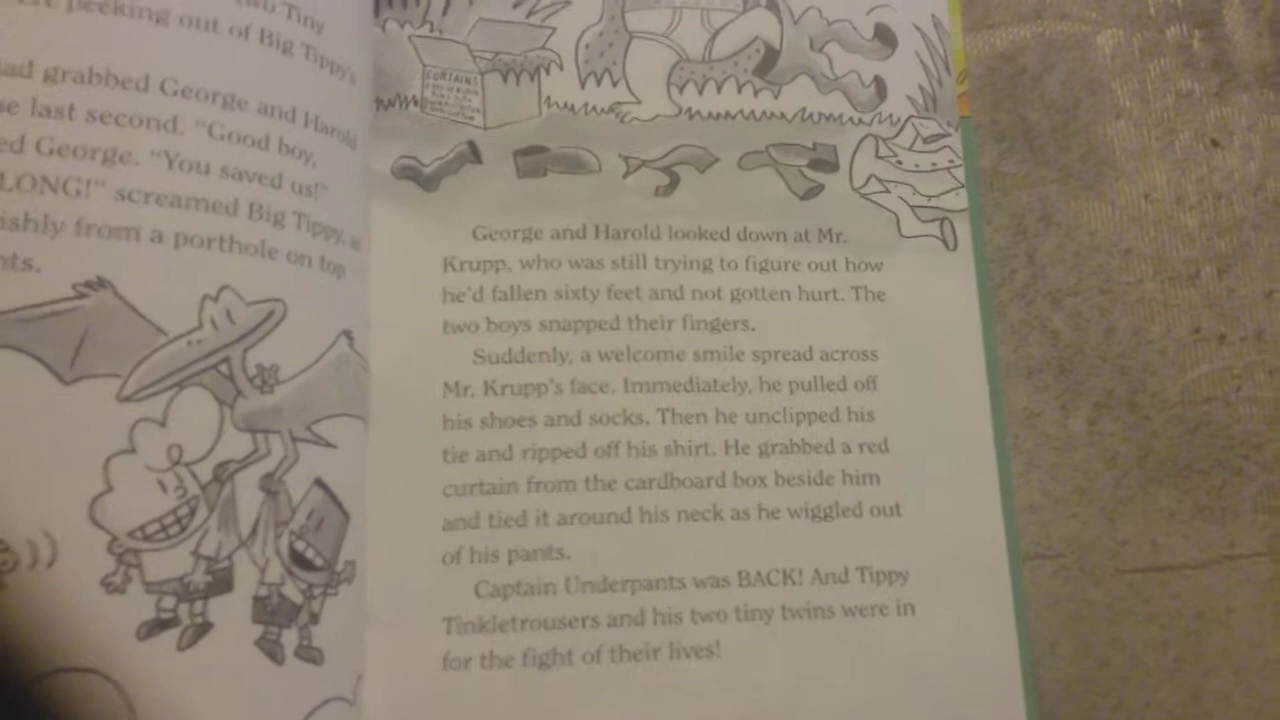 Tiny
peeking out of Big Tippy's
grabbed George and Harold
last second. "Good boy,
George. "You saved us!"
LONG!" screamed Big Tippy,
from a porthole on top
CURTAINS
George and Harold looked down at Mr.
Krupp, who was still trying to figure out how
he'd fallen sixty feet and not gotten hurt. The
two boys snapped their fingers.
Suddenly, a welcome smile spread across
Mr. Krupp's face. Immediately, he pulled off
his shoes and socks. Then he unclipped his
tie and ripped off his shirt. He grabbed a red
curtain from the cardboard box beside him
and tied it around his neck as he wiggled out
of his pants.
Captain Underpants was BACK! And Tippy
Tinkletrousers and his two tiny twins were in
for the fight of their lives!